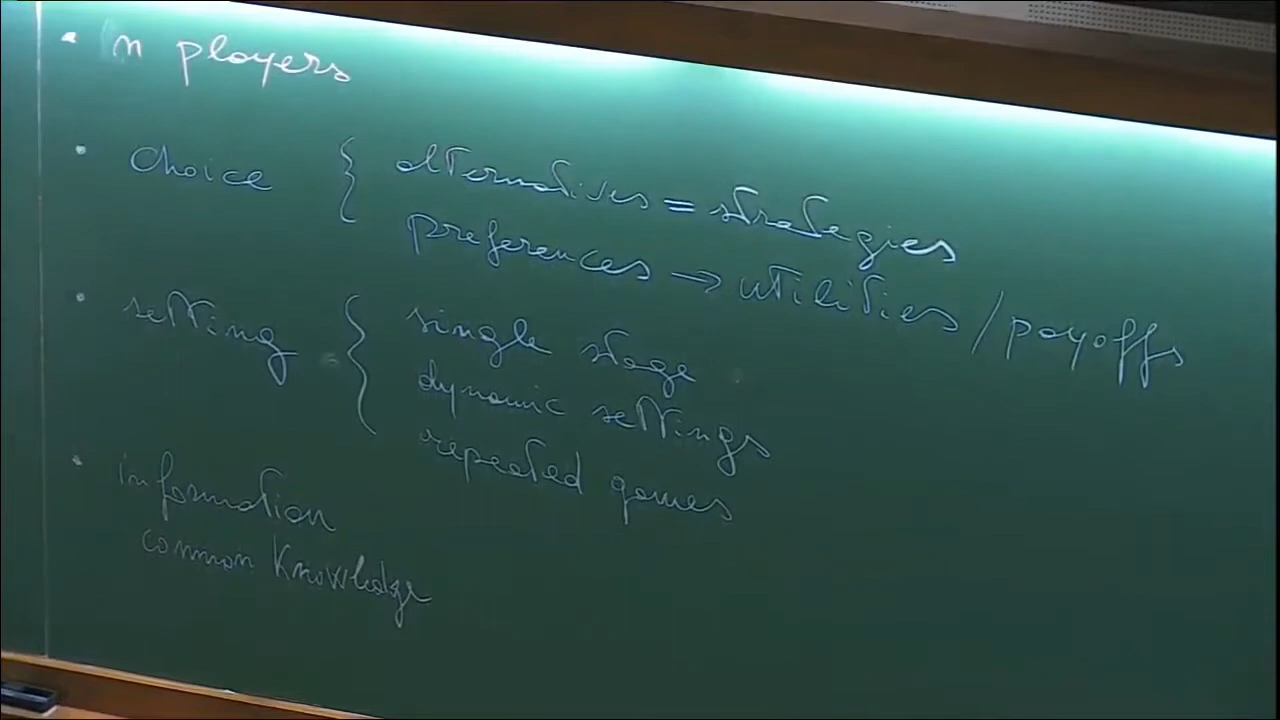 • n players
• choice { alternatives = strategies
preferences → utilities / payoffs
• setting { single stage
dynamic settings
repeated games
• information
common knowledge